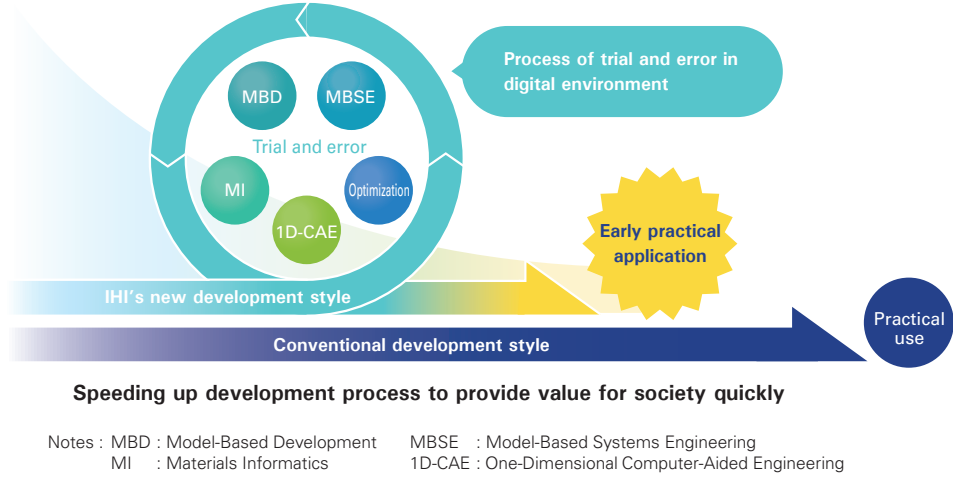 Process of trial and error in
digital environment
MBD
MBSE
Trial and error
MI
Optimization
1D-CAE
Early practical
application
IHI's new development style
Conventional development style
Practical
use
Speeding up development process to provide value for society quickly
Notes : MBD : Model-Based Development MBSE : Model-Based Systems Engineering
MI : Materials Informatics 1D-CAE : One-Dimensional Computer-Aided Engineering